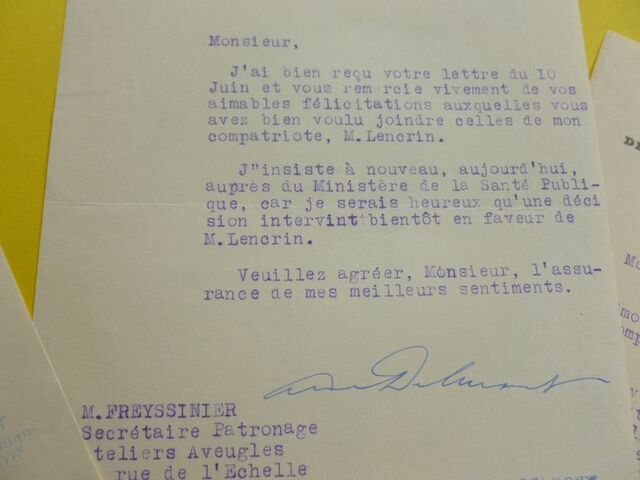 Monsieur,
J'ai bien reçu votre lettre du 10
Juin et vous rem ercie vivement de vos
aimables félicitations auxquelles vous
avez bien voulu joindre celles de mon
compatriote, M.Lencrin.
J"insiste à nouveau, aujourd'hui,
auprès du Ministère de la Santé Publi-
que, car je serais heureux qu'une déci
sion intervint bientôt en faveur de
M.Lencrin.
Veuillez agréer, Monsieur, l'assu-
rance de mes meilleurs sentiments.
M.FREYSSINIER
Secrétaire Patronage
teliers Aveugles
rue de l'Echelle